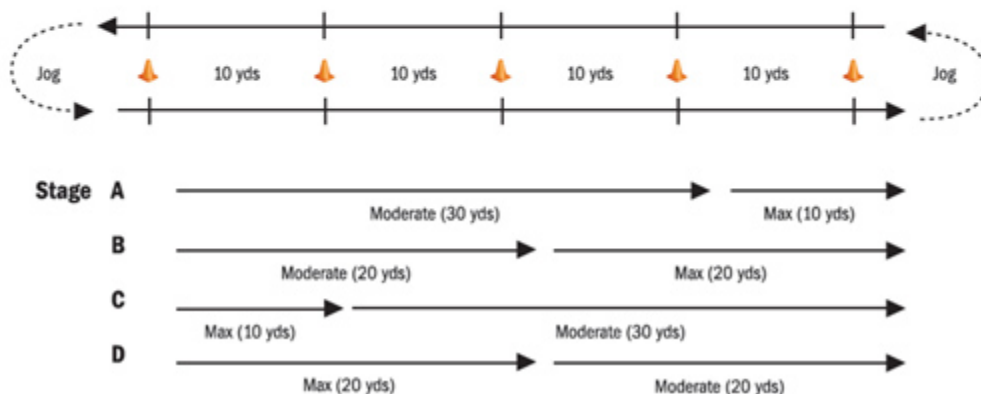 Jog 10 yds 10 yds 10 yds 10 yds Jog
Stage A
Moderate (30 yds) Max (10 yds)
B
Moderate (20 yds) Max (20 yds)
C
Max (10 yds) Moderate (30 yds)
D
Max (20 yds) Moderate (20 yds)